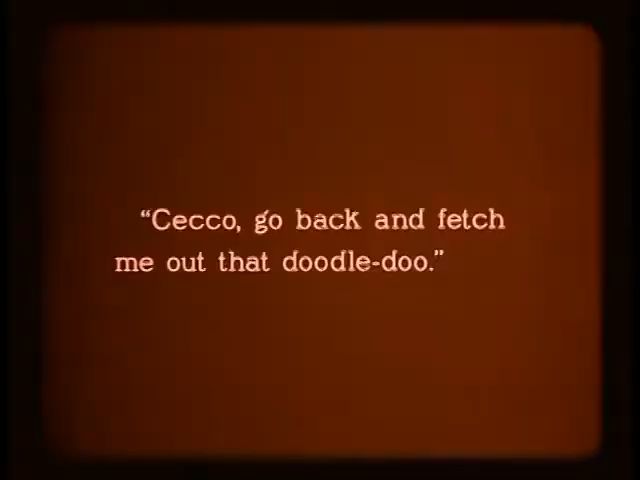 “Cecco, go back and fetch
me out that doodle-doo.”